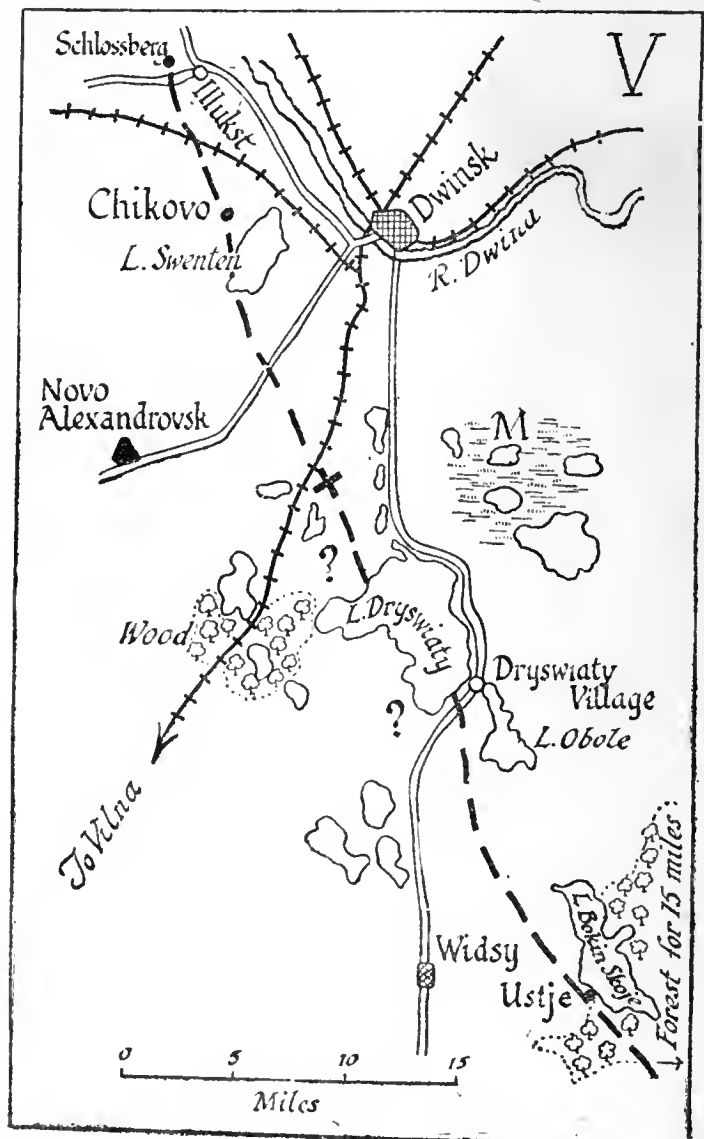 V
Schlossberg
Illukst
Dwinsk
Chikovo
L. Swenten
R. Dwina
Novo
Alexandrovsk
M
?
Wood
L. Dryswiaty
Dryswiaty
Village
?
L. Obole
To Vilna
Forest for 15 miles
L. Bokin Skoje
Widsy
Ustje
0 5 10 15
Miles